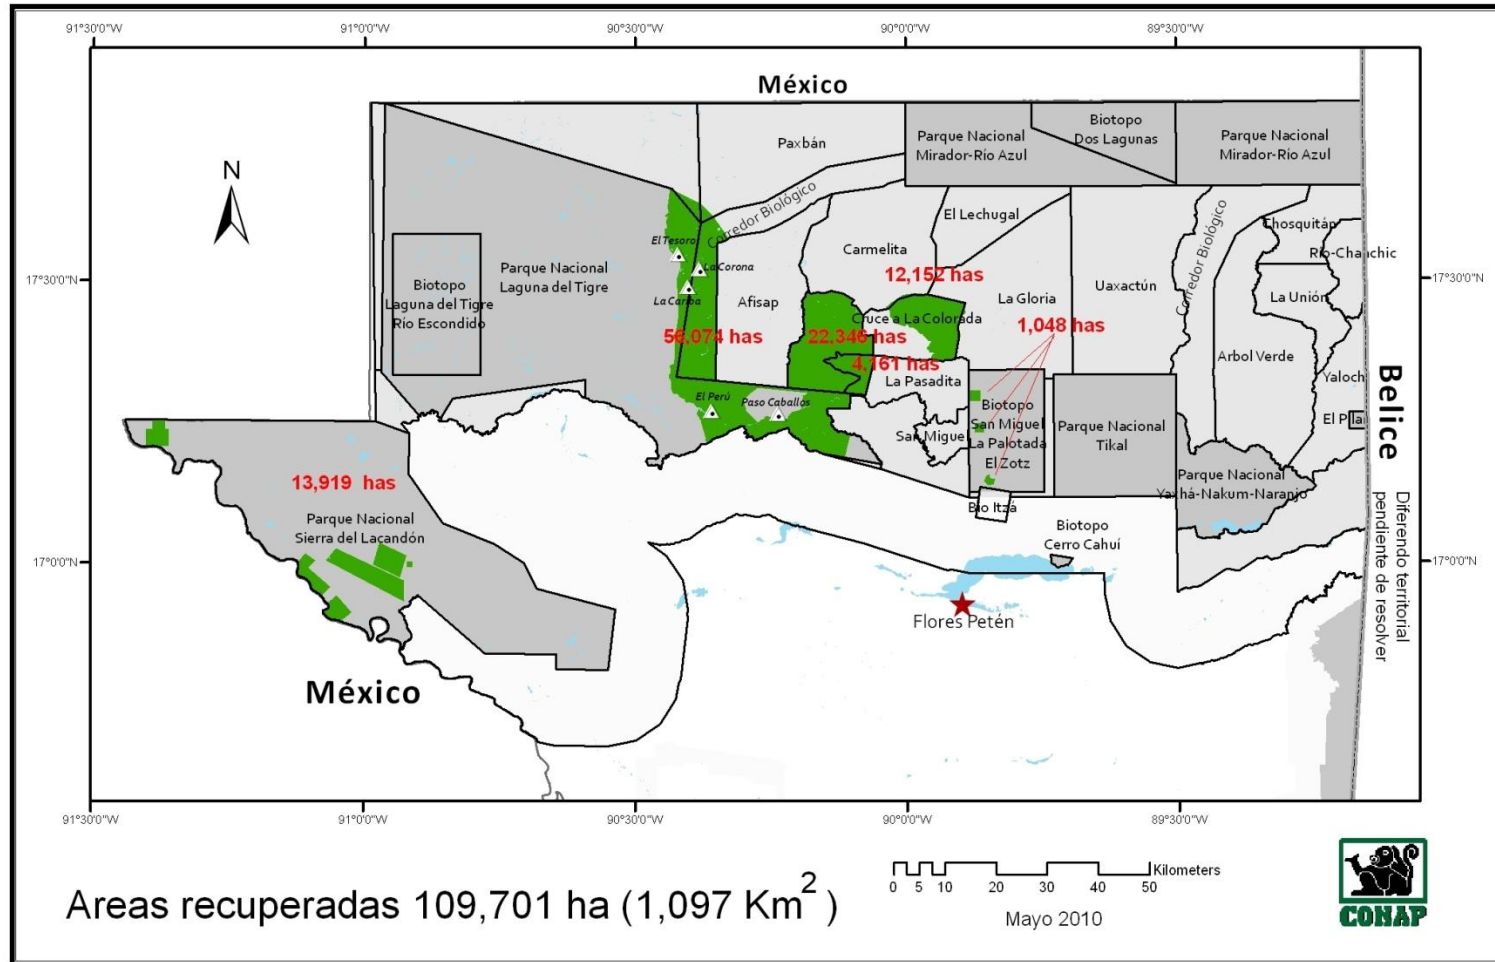 91°30'0"W
91°0'0"W
90°30'0"W
90°0'0"W
89°30'0"W
México
N
Paxbán
Parque Nacional
Mirador-Río Azul
Biotopo
Dos Lagunas
Parque Nacional
Mirador-Río Azul
Corredor Biológico
El Lechugal
Corredor Biológico
Chosquitán
Río-Chanchic
El Tesoro
La Corona
Carmelita
12,152 has
17°30'0"N
17°30'0"N
Biotopo
Laguna del Tigre
Río Escondido
Parque Nacional
Laguna del Tigre
La Cariba
Afisap
La Gloria
Uaxactún
La Unión
Cruce a La Colorada
1,048 has
56,074 has
22,346 has
4,161 has
Arbol Verde
La Pasadita
Yaloch
Belice
El Perú
Paso Caballos
Biotopo
San Miguel
La Palotada
El Zotz
San Miguel
Parque Nacional
Tikal
El Pilar
13,919 has
Parque Nacional
Yaxhá-Nakum-Naranjo
Bio Itzá
Parque Nacional
Sierra del Lacandón
Biotopo
Cerro Cahuí
Diferendo territorial
pendiente de resolver
17°0'0"N
17°0'0"N
Flores Petén
México
91°30'0"W
91°0'0"W
90°30'0"W
90°0'0"W
89°30'0"W
Kilometers
0 5 10 20 30 40 50
Areas recuperadas 109,701 ha (1,097 Km2)
Mayo 2010
CONAP